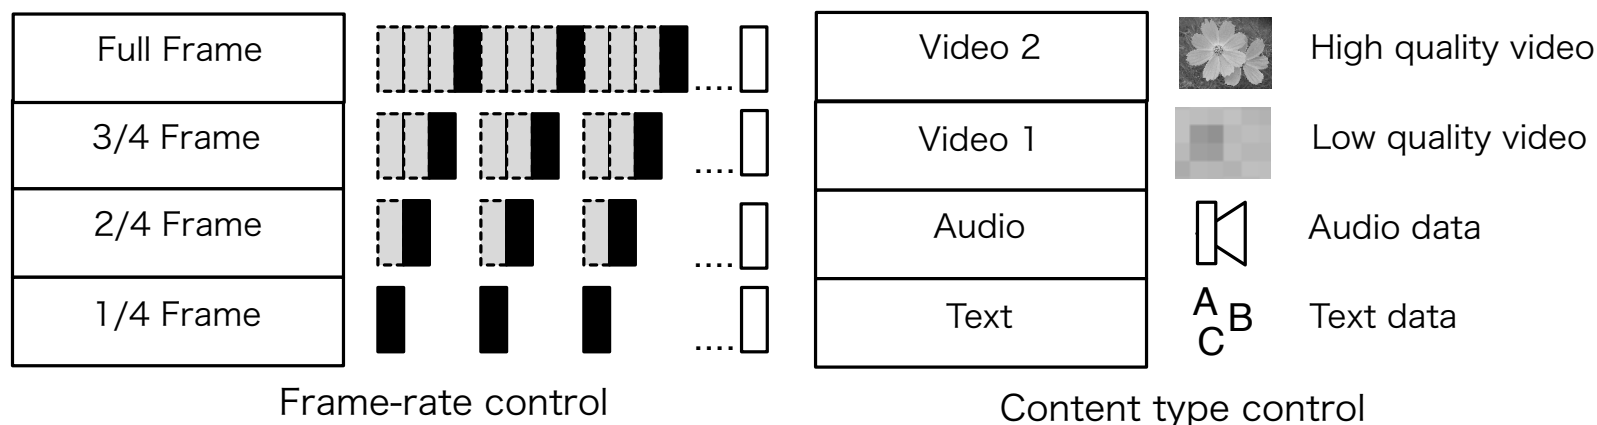 Full Frame
3/4 Frame
2/4 Frame
1/4 Frame
....
....
....
....
Frame-rate control
Video 2
High quality video
Video 1
Low quality video
Audio
Audio data
Text
A
B
C
Text data
Content type control